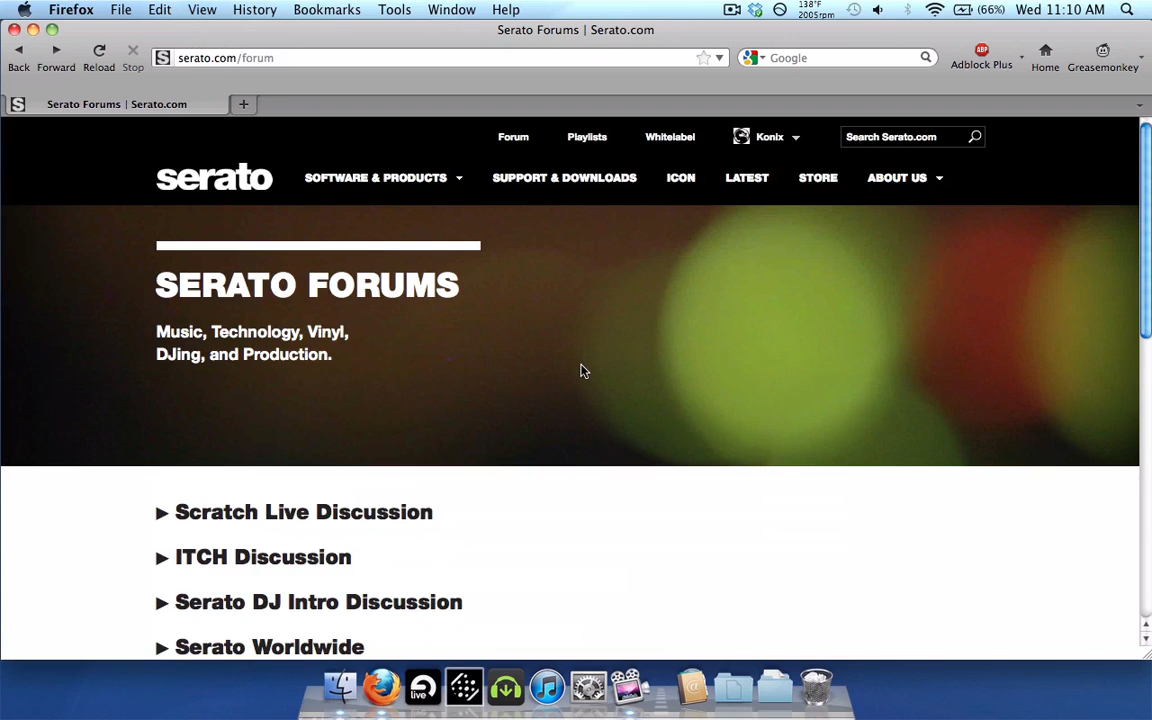 Firefox File Edit View History Bookmarks Tools Window Help 138°F 2005rpm (66%) Wed 11:10 AM
Serato Forums | Serato.com
Back Forward Reload Stop S serato.com/forum Google ABP Adblock Plus Home Greasemonkey
S Serato Forums | Serato.com +
Forum Playlists Whitelabel Konix Search Serato.com
serato SOFTWARE & PRODUCTS SUPPORT & DOWNLOADS ICON LATEST STORE ABOUT US
SERATO FORUMS
Music, Technology, Vinyl,
DJing, and Production.
Scratch Live Discussion
ITCH Discussion
Serato DJ Intro Discussion
Serato Worldwide
live